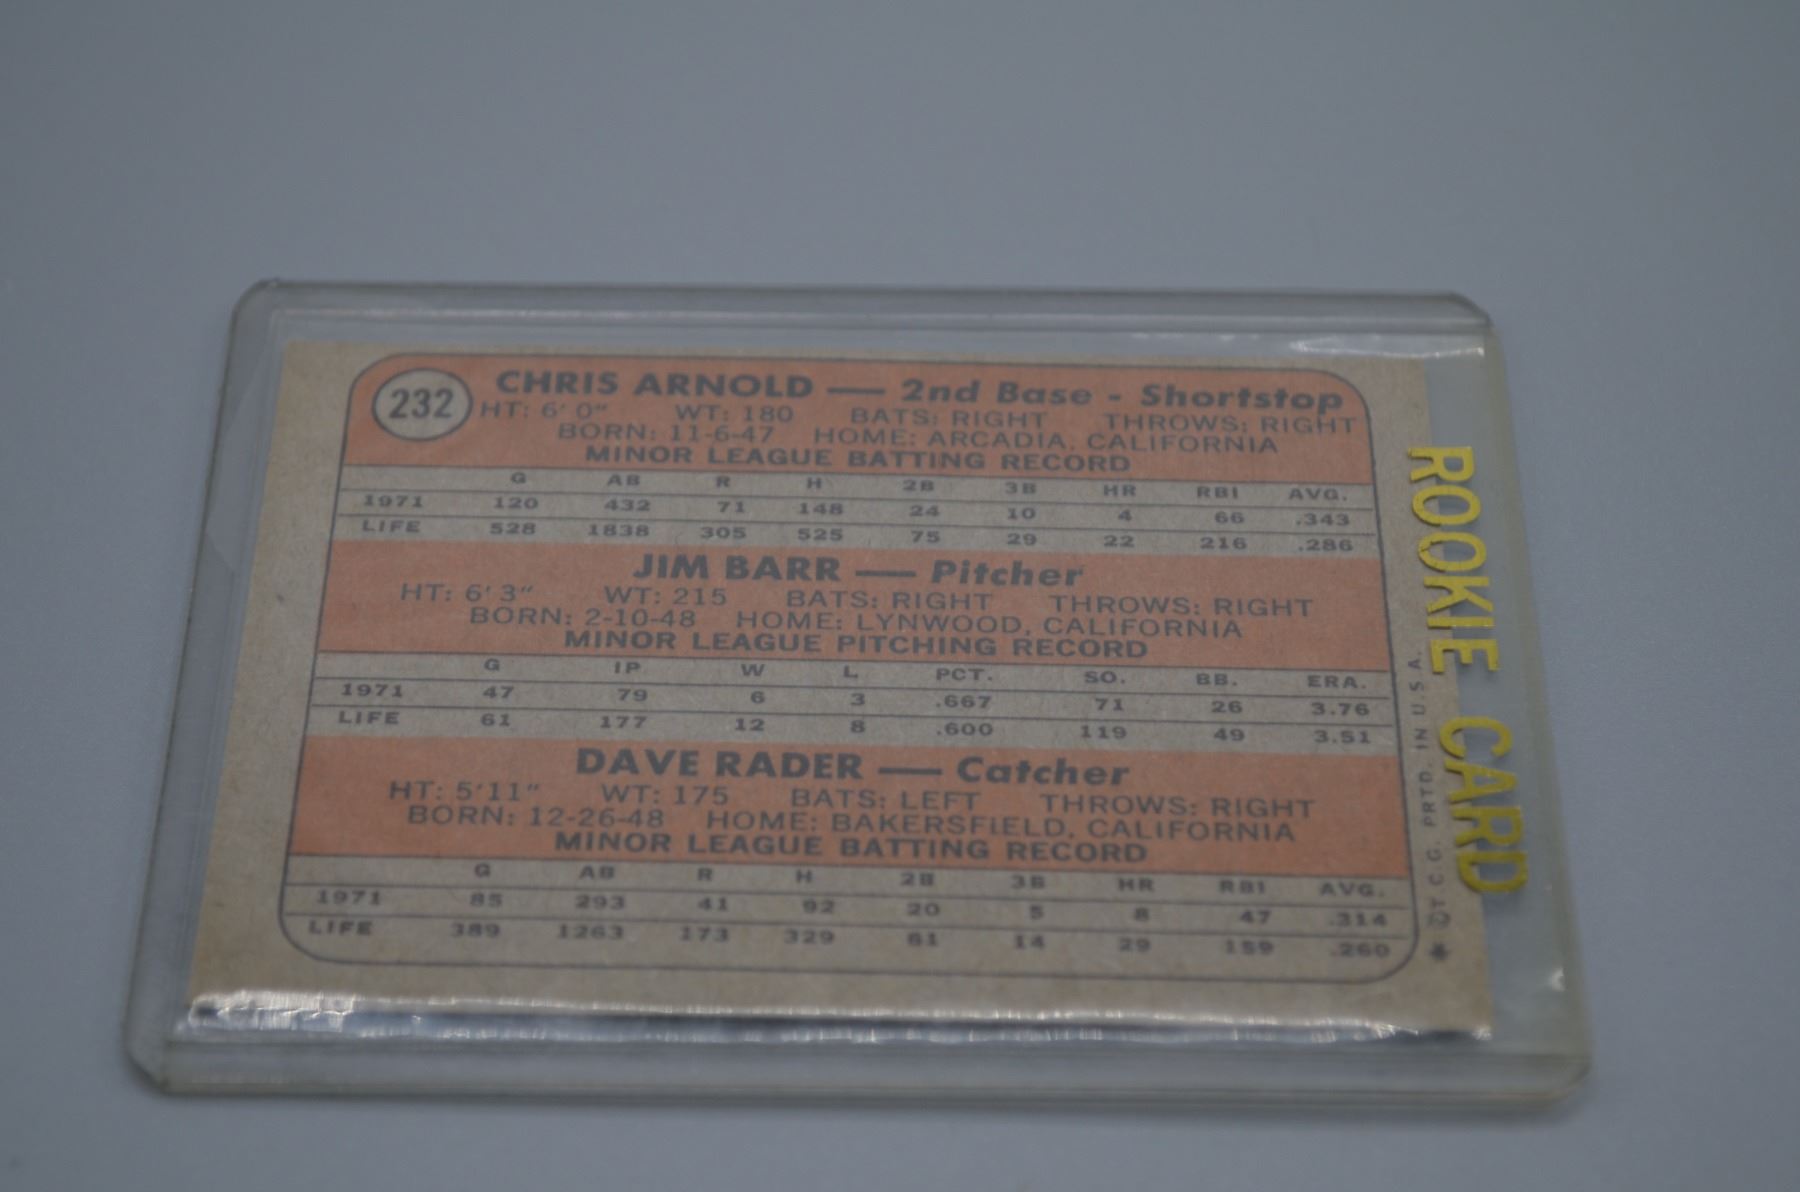 232
CHRIS ARNOLD — 2nd Base - Shortstop
HT: 6' 0" WT: 180 BATS: RIGHT THROWS: RIGHT
BORN: 11-6-47 HOME: ARCADIA, CALIFORNIA
MINOR LEAGUE BATTING RECORD
G AB R H 2B 3B HR RBI AVG.
1971 120 432 71 148 24 10 4 66 .343
LIFE 528 1838 305 525 75 29 22 216 .286
JIM BARR — Pitcher
HT: 6' 3" WT: 215 BATS: RIGHT THROWS: RIGHT
BORN: 2-10-48 HOME: LYNWOOD, CALIFORNIA
MINOR LEAGUE PITCHING RECORD
G IP W L PCT. SO. BB. ERA.
1971 47 79 6 3 .667 71 26 3.76
LIFE 61 177 12 8 .600 119 49 3.51
DAVE RADER — Catcher
HT: 5'11" WT: 175 BATS: LEFT THROWS: RIGHT
BORN: 12-26-48 HOME: BAKERSFIELD, CALIFORNIA
MINOR LEAGUE BATTING RECORD
G AB R H 2B 3B HR RBI AVG.
1971 85 293 41 92 20 5 8 47 .314
LIFE 389 1263 173 329 61 14 29 159 .260
* © T.C.G. PRTD. IN U.S.A.
ROOKIE CARD